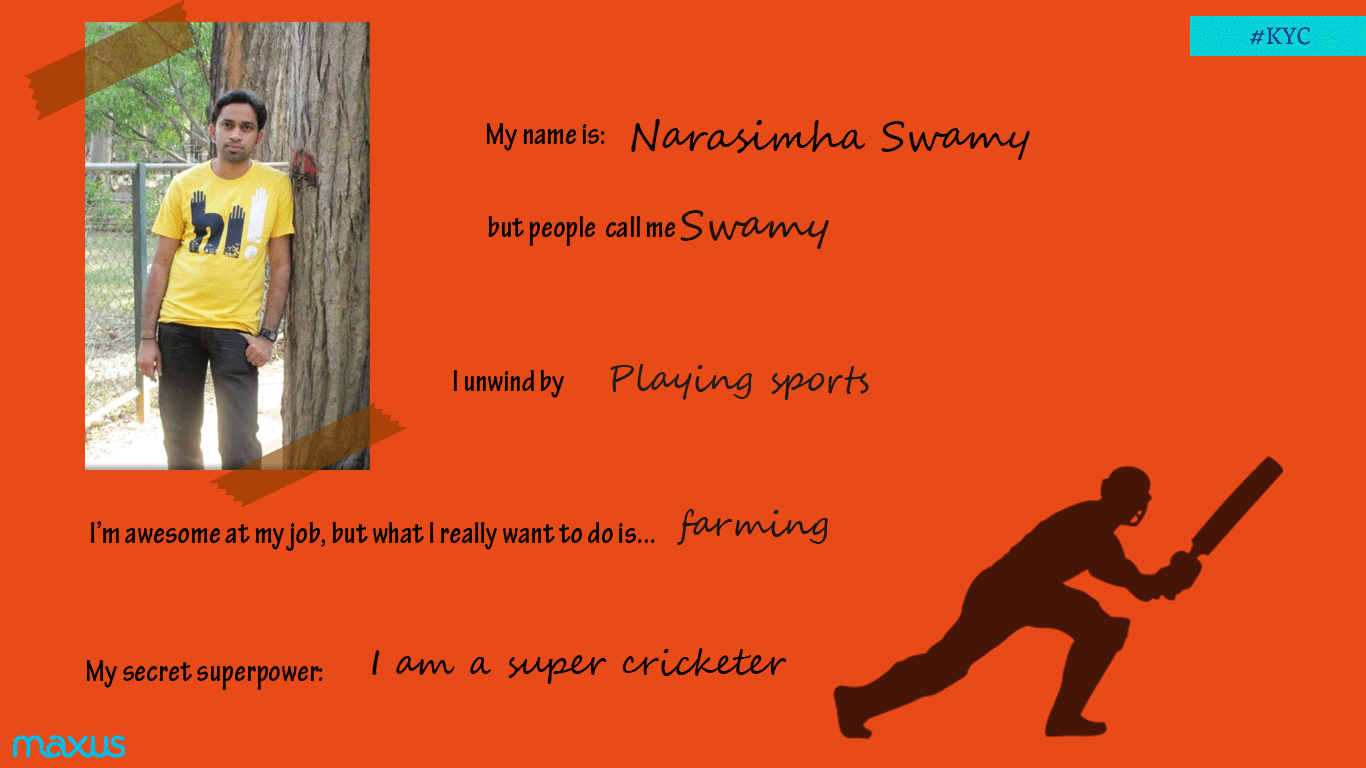 #KYC
My name is: Narasimha Swamy
but people call me Swamy
hi!
I unwind by Playing sports
I'm awesome at my job, but what I really want to do is... farming
My secret superpower: I am a super cricketer
maxus